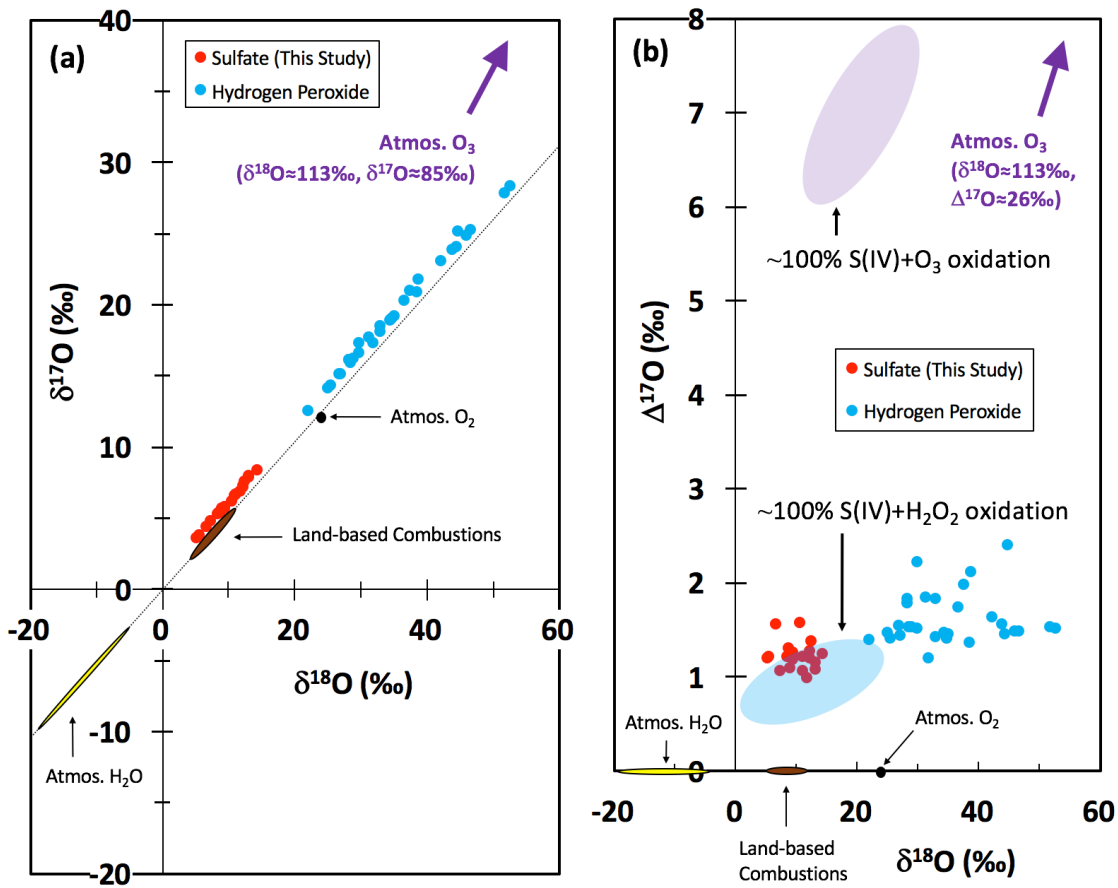 40
(a)
Sulfate (This Study)
Hydrogen Peroxide
Atmos. O₃
(δ¹⁸O≈113‰, δ¹⁷O≈85‰)
30
20
δ¹⁷O (‰)
Atmos. O₂
10
Land-based Combustions
0
-20 0 20 40 60
δ¹⁸O (‰)
-10
Atmos. H₂O
-20
8
(b)
7
Atmos. O₃
(δ¹⁸O≈113‰,
Δ¹⁷O≈26‰)
6
~100% S(IV)+O₃ oxidation
5
Δ¹⁷O (‰)
Sulfate (This Study)
Hydrogen Peroxide
4
3
~100% S(IV)+H₂O₂ oxidation
2
1
Atmos. H₂O
Atmos. O₂
0
-20 0 20 40 60
Land-based
Combustions
δ¹⁸O (‰)